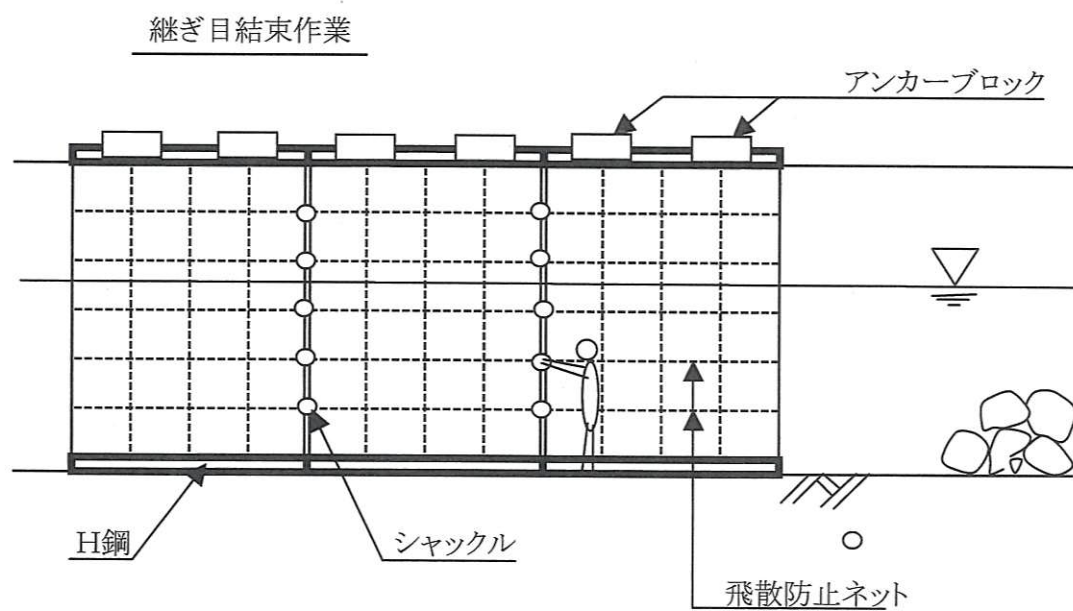 継ぎ目結束作業
アンカーブロック
H鋼
シャックル
飛散防止ネット